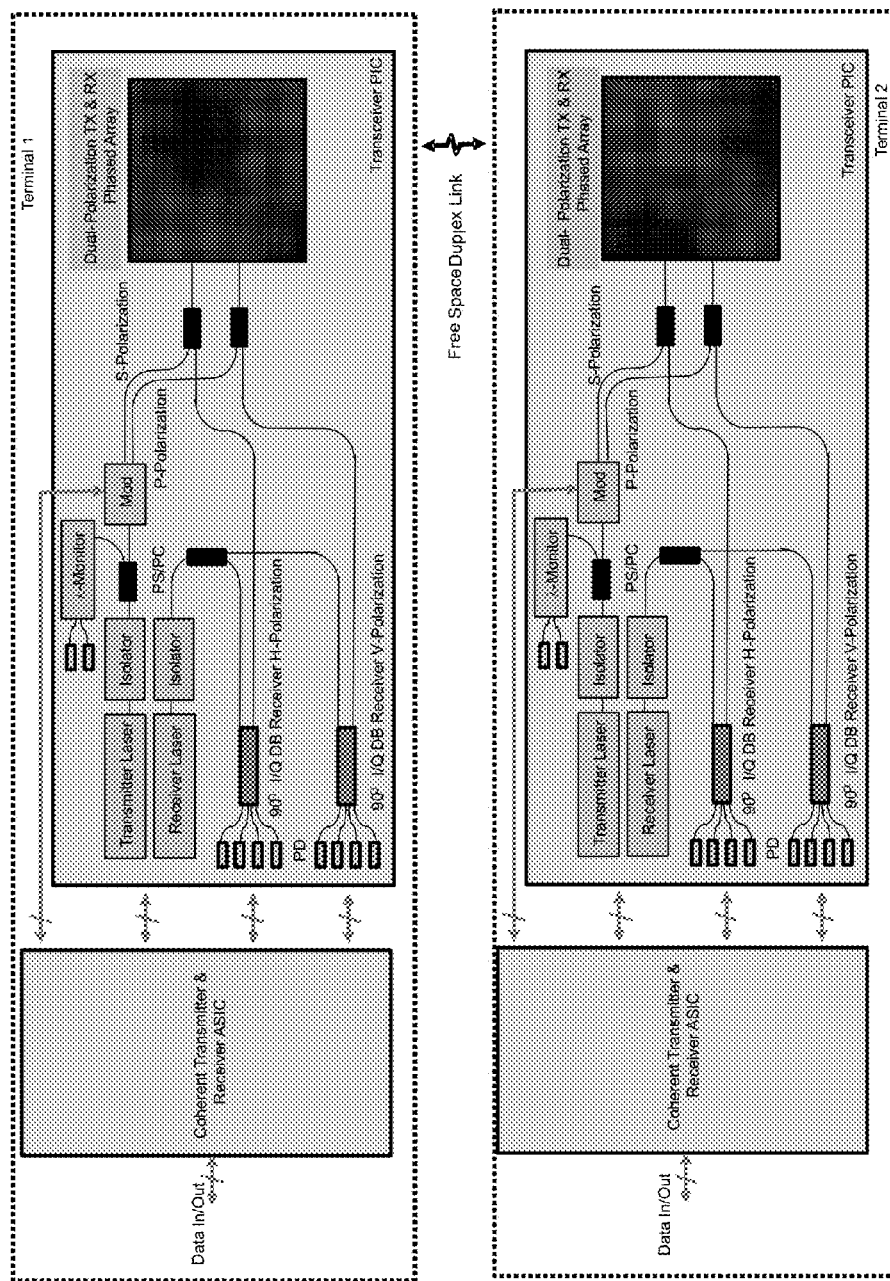 Terminal 1
Dual-Polarization TX & RX
Phased Array
Transceiver PIC
S-Polarization
P-Polarization
Mod
λ-Monitor
PS/PC
Isolator
Isolator
Transmitter Laser
Receiver Laser
90° I/Q DB Receiver H-Polarization
90° I/Q DB Receiver V-Polarization
PD
Coherent Transmitter &
Receiver ASIC
Data In/Out
Free Space Duplex Link
Dual- Polarization TX & RX
Phased Array
Transceiver PIC
Terminal 2
S-Polarization
P-Polarization
Mod
λ-Monitor
PS/PC
Isolator
Isolator
Transmitter Laser
Receiver Laser
90° I/Q DB Receiver H-Polarization
90° I/Q DB Receiver V-Polarization
PD
Coherent Transmitter &
Receiver ASIC
Data In/Out